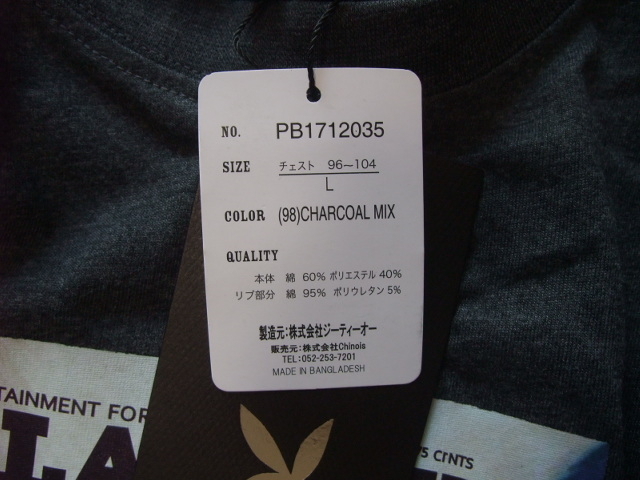 NO. PB1712035
SIZE チェスト 96~104
L
COLOR (98)CHARCOAL MIX
QUALITY
本体 綿 60% ポリエステル 40%
リブ部分 綿 95% ポリウレタン 5%
製造元:株式会社ジーティーオー
販売元:株式会社Chinois
TEL:052-253-7201
MADE IN BANGLADESH
TAINMENT FOR
LA
CENTS